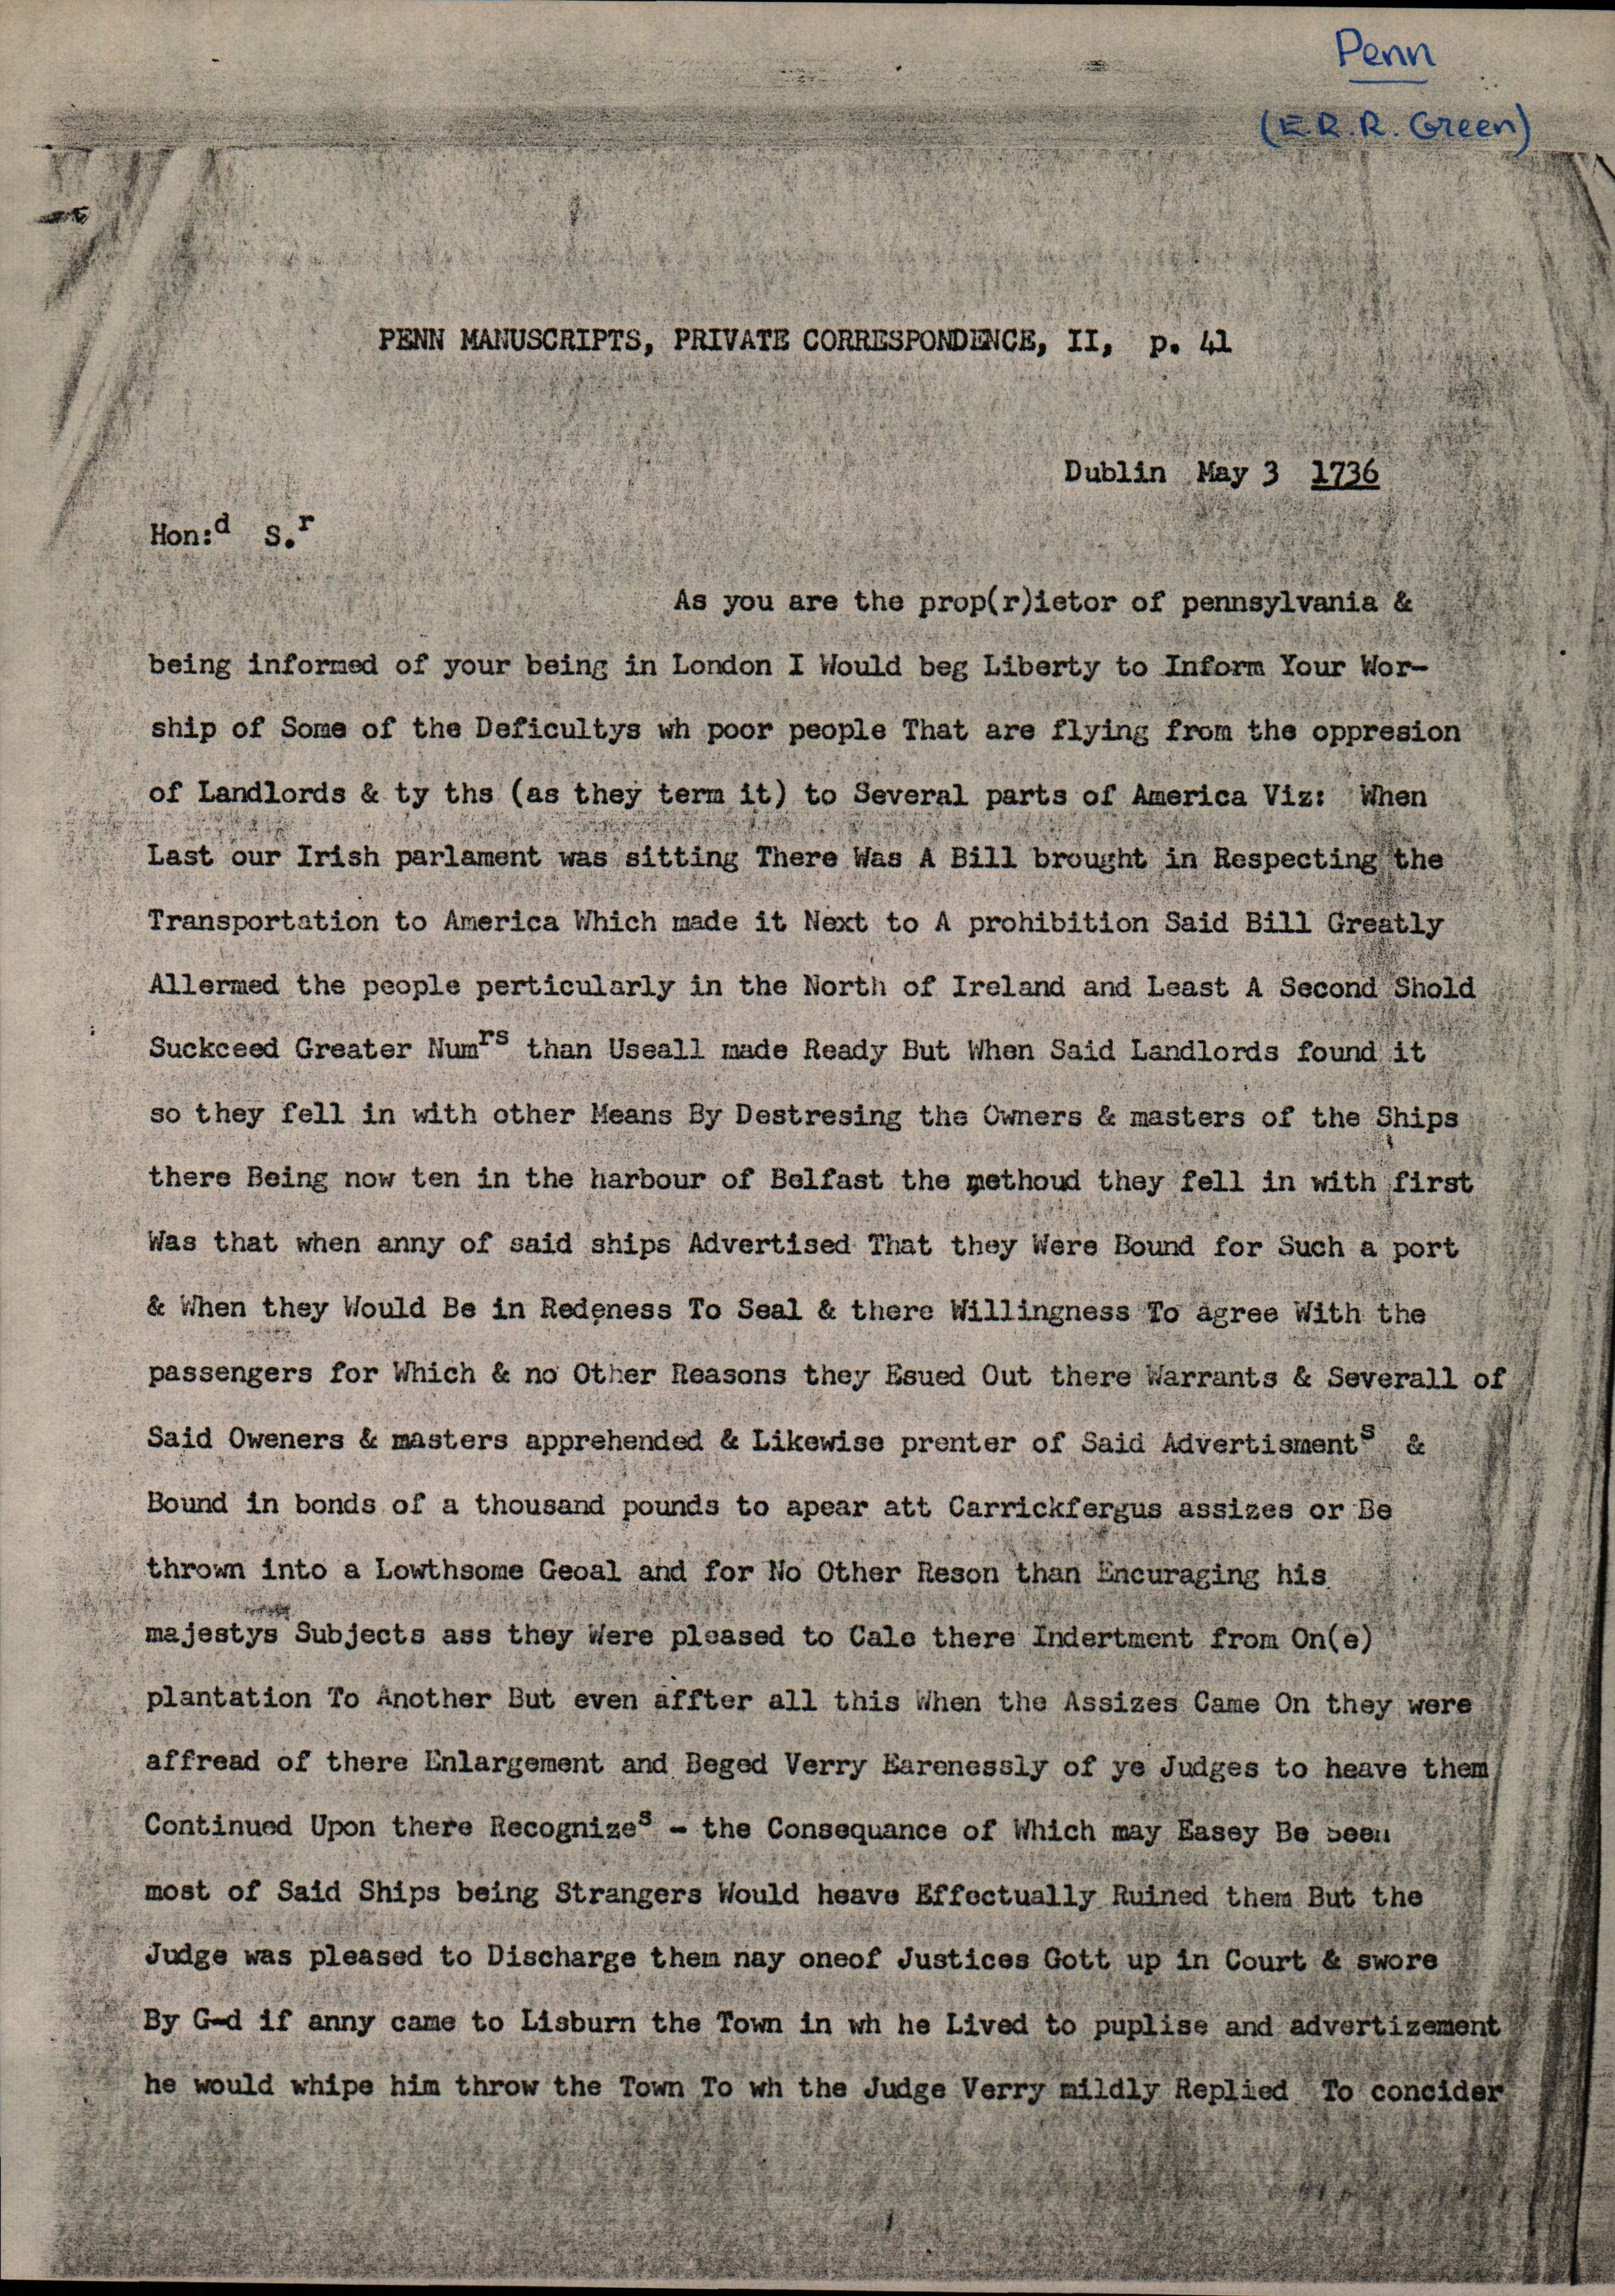 Penn
(E.R.R. Green)
PENN MANUSCRIPTS, PRIVATE CORRESPONDENCE, II, p. 41
Dublin May 3 1736
Hon:d S.r
As you are the prop(r)ietor of pennsylvania &
being informed of your being in London I Would beg Liberty to Inform Your Wor-
ship of Some of the Deficultys wh poor people That are flying from the oppresion
of Landlords & ty ths (as they term it) to Several parts of America Viz: When
Last our Irish parlament was sitting There Was A Bill brought in Respecting the
Transportation to America Which made it Next to A prohibition Said Bill Greatly
Allermed the people perticularly in the North of Ireland and Least A Second Shold
Suckceed Greater Numrs than Useall made Ready But When Said Landlords found it
so they fell in with other Means By Destresing the Owners & masters of the Ships
there Being now ten in the harbour of Belfast the methoud they fell in with first
Was that when anny of said ships Advertised That they Were Bound for Such a port
& When they Would Be in Redeness To Seal & there Willingness To agree With the
passengers for Which & no Other Reasons they Esued Out there Warrants & Severall of
Said Oweners & masters apprehended & Likewise prenter of Said Advertisments &
Bound in bonds of a thousand pounds to apear att Carrickfergus assizes or Be
thrown into a Lowthsome Geoal and for No Other Reson than Encuraging his
majestys Subjects ass they Were pleased to Cale there Indertment from On(e)
plantation To Another But even affter all this When the Assizes Came On they were
affread of there Enlargement and Beged Verry Earenessly of ye Judges to heave them
Continued Upon there Recognizes - the Consequance of Which may Easey Be Seen
most of Said Ships being Strangers Would heave Effectually Ruined them But the
Judge was pleased to Discharge them nay oneof Justices Gott up in Court & swore
By G-d if anny came to Lisburn the Town in wh he Lived to puplise and advertizement
he would whipe him throw the Town To wh the Judge Verry mildly Replied To concider